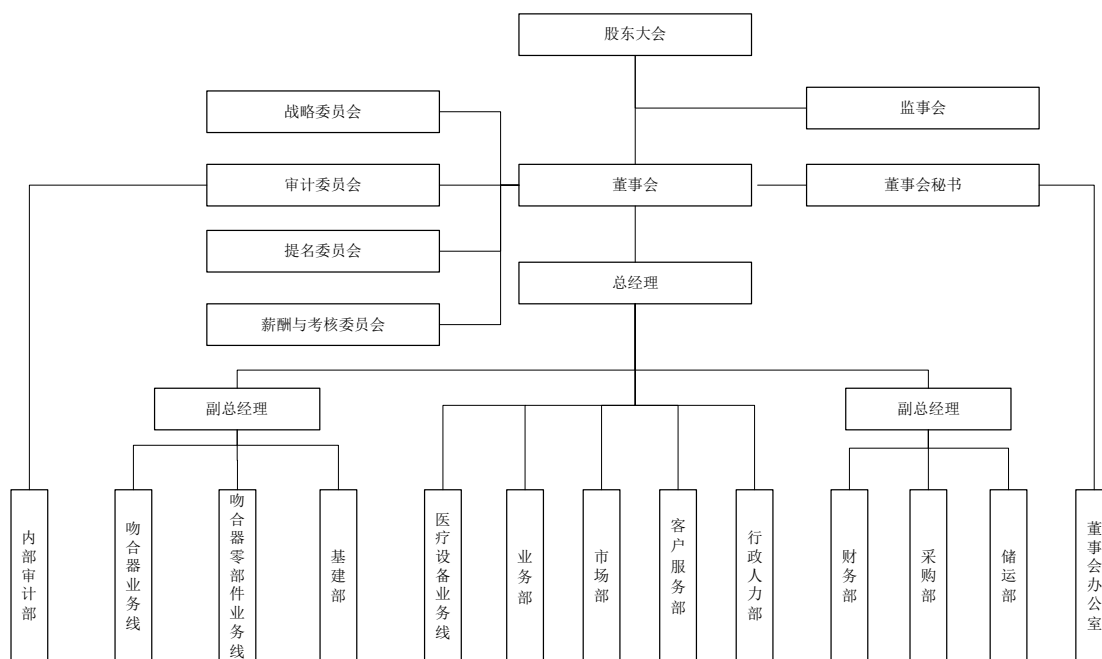 股东大会
战略委员会
监事会
审计委员会
董事会
董事会秘书
提名委员会
总经理
薪酬与考核委员会
副总经理
副总经理
内部审计部
吻合器业务线
吻合器零部件业务线
基建部
医疗设备业务线
业务部
市场部
客户服务部
行政人力部
财务部
采购部
储运部
董事会办公室